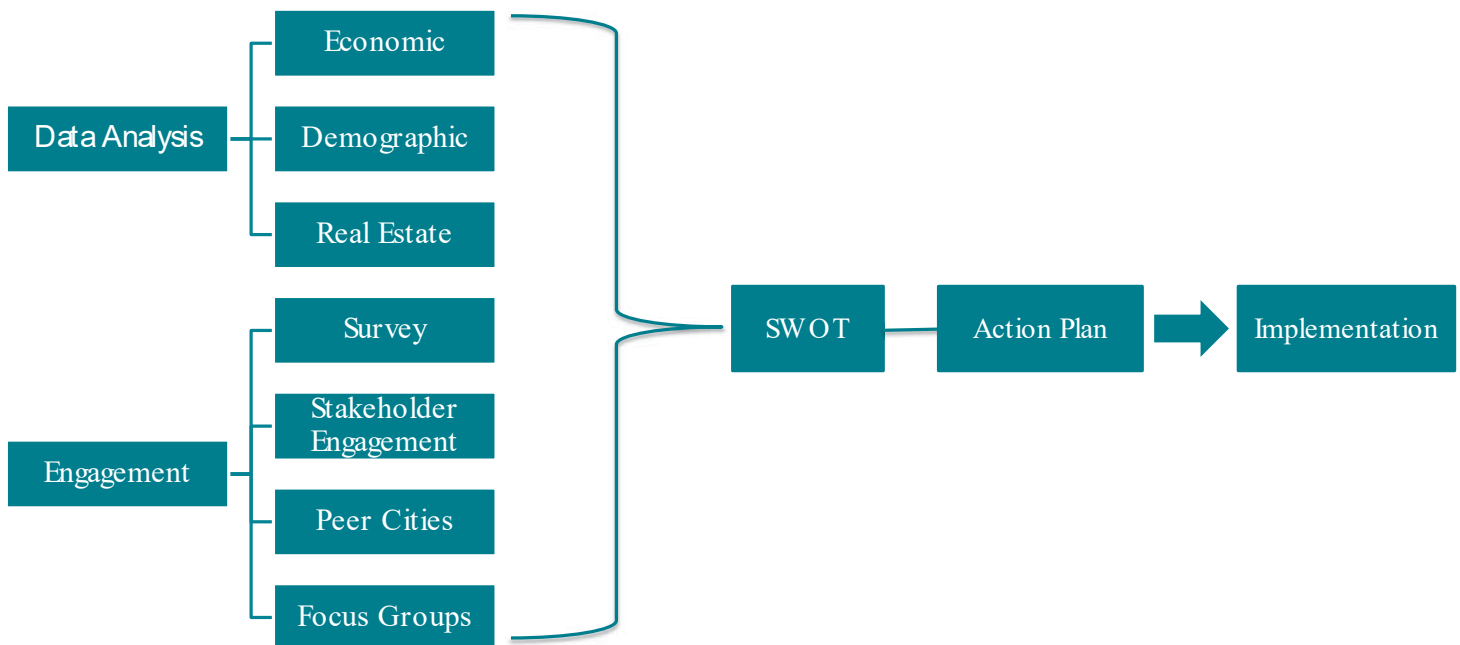 Data Analysis
Economic
Demographic
Real Estate
Engagement
Survey
Stakeholder
Engagement
Peer Cities
Focus Groups
SWOT
Action Plan
Implementation